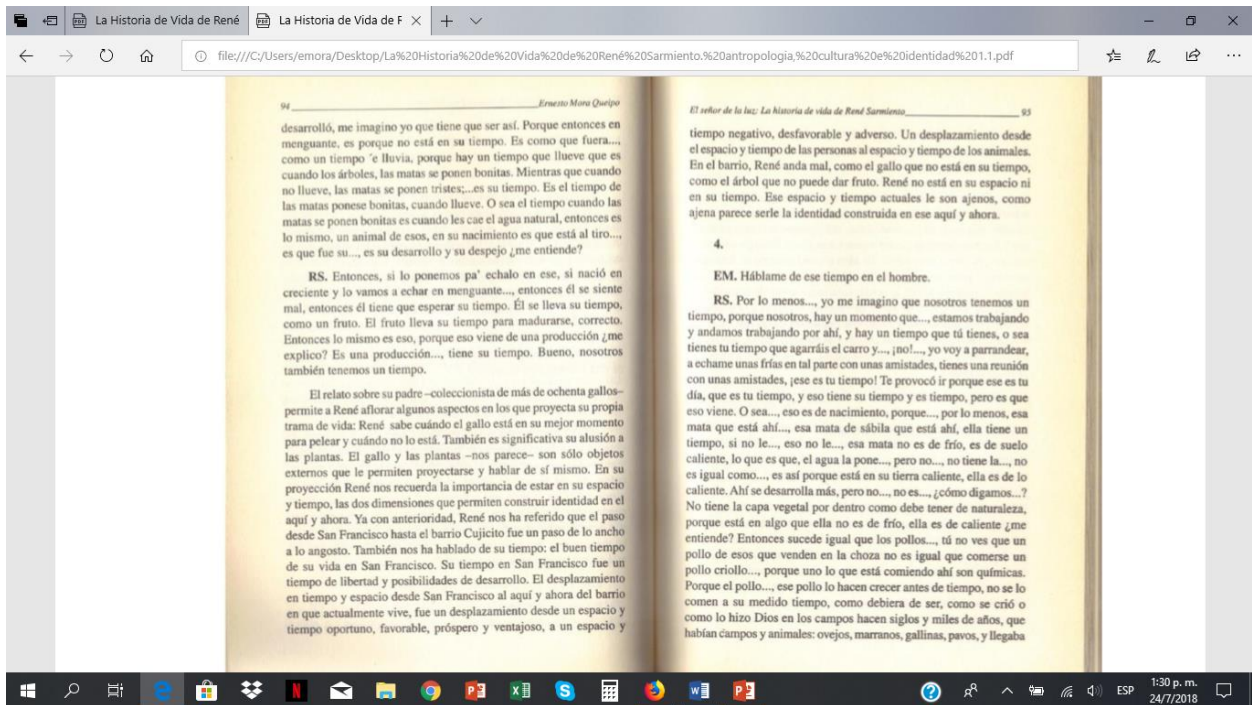 La Historia de Vida de René
La Historia de Vida de F
file:///C:/Users/emora/Desktop/La%20Historia%20de%20Vida%20de%20René%20Sarmiento.%20antropologia,%20cultura%20e%20identidad%201.1.pdf
94 Ernesto Mora Queipo
desarrolló, me imagino yo que tiene que ser así. Porque entonces en
menguante, es porque no está en su tiempo. Es como que fuera...,
como un tiempo ´e lluvia, porque hay un tiempo que llueve que es
cuando los árboles, las matas se ponen bonitas. Mientras que cuando
no llueve, las matas se ponen tristes;...es su tiempo. Es el tiempo de
las matas ponese bonitas, cuando llueve. O sea el tiempo cuando las
matas se ponen bonitas es cuando les cae el agua natural, entonces es
lo mismo, un animal de esos, en su nacimiento es que está al tiro...,
es que fue su..., es su desarrollo y su despejo ¿me entiende?
RS. Entonces, si lo ponemos pa' echalo en ese, si nació en
creciente y lo vamos a echar en menguante..., entonces él se siente
mal, entonces él tiene que esperar su tiempo. Él se lleva su tiempo,
como un fruto. El fruto lleva su tiempo para madurarse, correcto.
Entonces lo mismo es eso, porque eso viene de una producción ¿me
explico? Es una producción..., tiene su tiempo. Bueno, nosotros
también tenemos un tiempo.
El relato sobre su padre –coleccionista de más de ochenta gallos–
permite a René aflorar algunos aspectos en los que proyecta su propia
trama de vida: René sabe cuándo el gallo está en su mejor momento
para pelear y cuándo no lo está. También es significativa su alusión a
las plantas. El gallo y las plantas –nos parece– son sólo objetos
externos que le permiten proyectarse y hablar de sí mismo. En su
proyección René nos recuerda la importancia de estar en su espacio
y tiempo, las dos dimensiones que permiten construir identidad en el
aquí y ahora. Ya con anterioridad, René nos ha referido que el paso
desde San Francisco hasta el barrio Cujicito fue un paso de lo ancho
a lo angosto. También nos ha hablado de su tiempo: el buen tiempo
de su vida en San Francisco. Su tiempo en San Francisco fue un
tiempo de libertad y posibilidades de desarrollo. El desplazamiento
en tiempo y espacio desde San Francisco al aquí y ahora del barrio
en que actualmente vive, fue un desplazamiento desde un espacio y
tiempo oportuno, favorable, próspero y ventajoso, a un espacio y
El señor de la luz: La historia de vida de René Sarmiento 95
tiempo negativo, desfavorable y adverso. Un desplazamiento desde
el espacio y tiempo de las personas al espacio y tiempo de los animales.
En el barrio, René anda mal, como el gallo que no está en su tiempo,
como el árbol que no puede dar fruto. René no está en su espacio ni
en su tiempo. Ese espacio y tiempo actuales le son ajenos, como
ajena parece serle la identidad construida en ese aquí y ahora.
4.
EM. Háblame de ese tiempo en el hombre.
RS. Por lo menos..., yo me imagino que nosotros tenemos un
tiempo, porque nosotros, hay un momento que..., estamos trabajando
y andamos trabajando por ahí, y hay un tiempo que tú tienes, o sea
tienes tu tiempo que agarráis el carro y..., ¡no!..., yo voy a parrandear,
a echame unas frías en tal parte con unas amistades, tienes una reunión
con unas amistades, ¡ese es tu tiempo! Te provocó ir porque ese es tu
día, que es tu tiempo, y eso tiene su tiempo y es tiempo, pero es que
eso viene. O sea..., eso es de nacimiento, porque..., por lo menos, esa
mata que está ahí..., esa mata de sábila que está ahí, ella tiene un
tiempo, si no le..., eso no le..., esa mata no es de frío, es de suelo
caliente, lo que es que, el agua la pone..., pero no..., no tiene la..., no
es igual como..., es así porque está en su tierra caliente, ella es de lo
caliente. Ahí se desarrolla más, pero no..., no es..., ¿cómo digamos...?
No tiene la capa vegetal por dentro como debe tener de naturaleza,
porque está en algo que ella no es de frío, ella es de caliente ¿me
entiende? Entonces sucede igual que los pollos..., tú no ves que un
pollo de esos que venden en la choza no es igual que comerse un
pollo criollo..., porque uno lo que está comiendo ahí son químicas.
Porque el pollo..., ese pollo lo hacen crecer antes de tiempo, no se lo
comen a su medido tiempo, como debiera de ser, como se crió o
como lo hizo Dios en los campos hacen siglos y miles de años, que
habían campos y animales: ovejos, marranos, gallinas, pavos, y llegaba
ESP
1:30 p. m.
24/7/2018